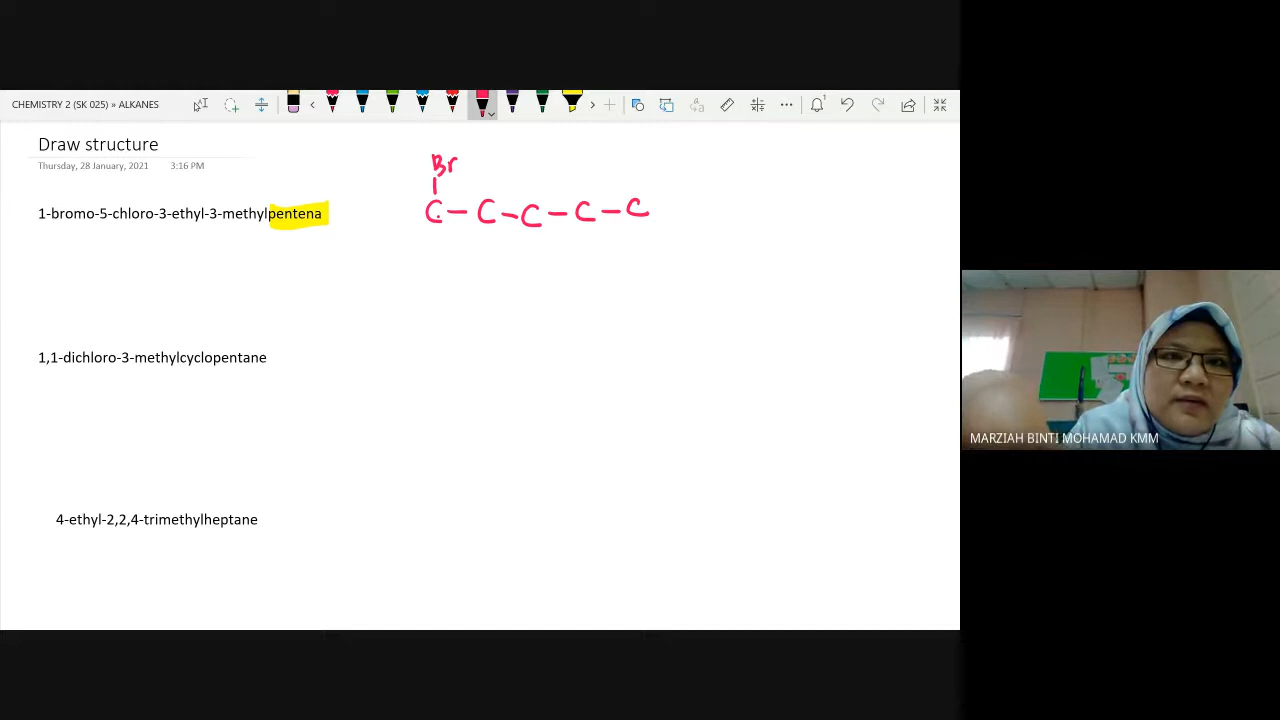 CHEMISTRY 2 (SK 025) » ALKANES
Draw structure
Thursday, 28 January, 2021 3:16 PM
Br
1-bromo-5-chloro-3-ethyl-3-methylpentena
C - C - C - C - C
1,1-dichloro-3-methylcyclopentane
MARZIAH BINTI MOHAMAD KMM
4-ethyl-2,2,4-trimethylheptane